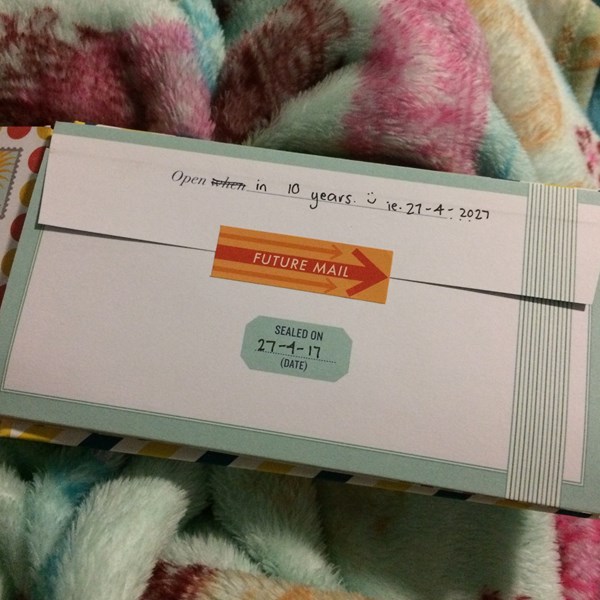 Open when in 10 years. :) ie. 27-4-2027
FUTURE MAIL
SEALED ON
27-4-17
(DATE)